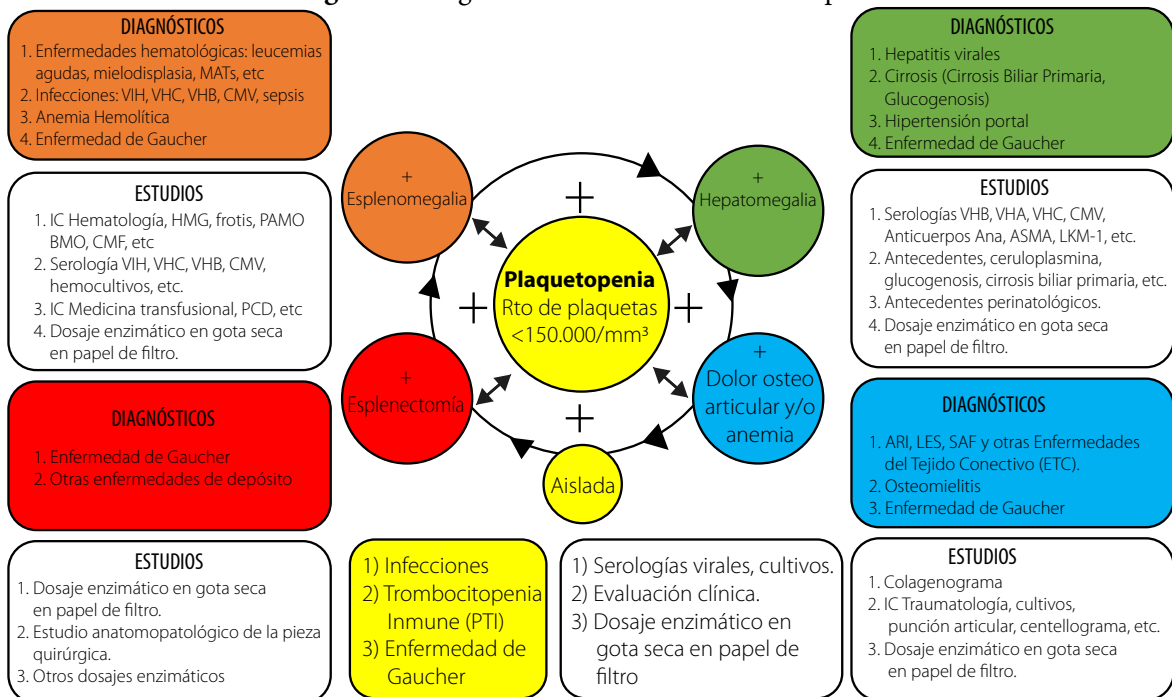 DIAGNÓSTICOS
1. Enfermedades hematológicas: leucemias
agudas, mielodisplasia, MATs, etc
2. Infecciones: VIH, VHC, VHB, CMV, sepsis
3. Anemia Hemolítica
4. Enfermedad de Gaucher
ESTUDIOS
1. IC Hematología, HMG, frotis, PAMO
BMO, CMF, etc
2. Serología VIH, VHC, VHB, CMV,
hemocultivos, etc.
3. IC Medicina transfusional, PCD, etc
4. Dosaje enzimático en gota seca
en papel de filtro.
DIAGNÓSTICOS
1. Enfermedad de Gaucher
2. Otras enfermedades de depósito
ESTUDIOS
1. Dosaje enzimático en gota seca
en papel de filtro.
2. Estudio anatomopatológico de la pieza
quirúrgica.
3. Otros dosajes enzimáticos
+
Esplenomegalia
+
Hepatomegalia
+
Plaquetopenia
Rto de plaquetas
<150.000/mm³
+
+
+
+
Esplenectomía
+
Dolor osteo
articular y/o
anemia
Aislada
1) Infecciones
2) Trombocitopenia
Inmune (PTI)
3) Enfermedad de
Gaucher
1) Serologías virales, cultivos.
2) Evaluación clínica.
3) Dosaje enzimático en
gota seca en papel de
filtro
DIAGNÓSTICOS
1. Hepatitis virales
2. Cirrosis (Cirrosis Biliar Primaria,
Glucogenosis)
3. Hipertensión portal
4. Enfermedad de Gaucher
ESTUDIOS
1. Serologías VHB, VHA, VHC, CMV,
Anticuerpos Ana, ASMA, LKM-1, etc.
2. Antecedentes, ceruloplasmina,
glucogenosis, cirrosis biliar primaria, etc.
3. Antecedentes perinatológicos.
4. Dosaje enzimático en gota seca
en papel de filtro.
DIAGNÓSTICOS
1. ARI, LES, SAF y otras Enfermedades
del Tejido Conectivo (ETC).
2. Osteomielitis
3. Enfermedad de Gaucher
ESTUDIOS
1. Colagenograma
2. IC Traumatología, cultivos,
punción articular, centellograma, etc.
3. Dosaje enzimático en gota seca
en papel de filtro.